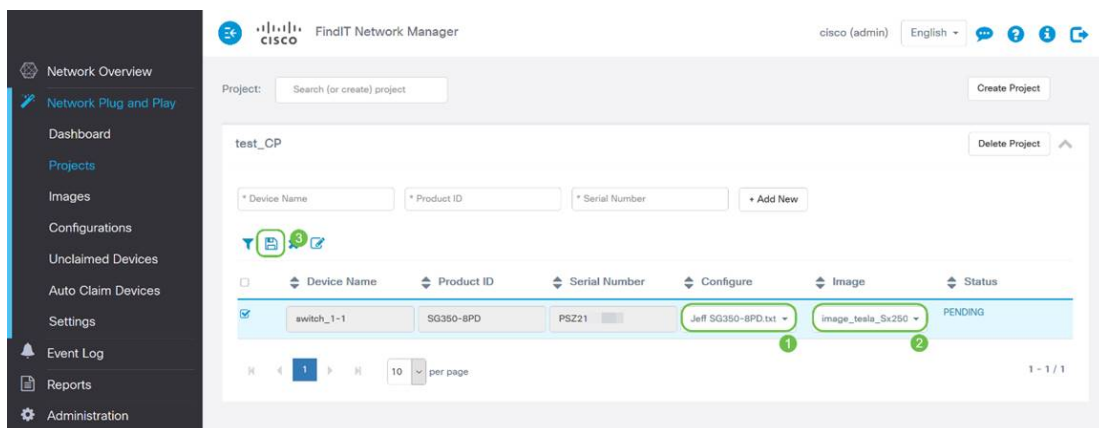 CISCO FindIT Network Manager cisco (admin) English
Network Overview
Network Plug and Play
Dashboard
Projects
Images
Configurations
Unclaimed Devices
Auto Claim Devices
Settings
Event Log
Reports
Administration
Project: Search (or create) project Create Project
test_CP Delete Project
* Device Name * Product ID * Serial Number + Add New
3
Device Name Product ID Serial Number Configure Image Status
switch_1-1 SG350-8PD PSZ21 Jeff SG350-8PD.txt image_tesla_Sx250 PENDING
1 2
1 10 per page 1 - 1 / 1